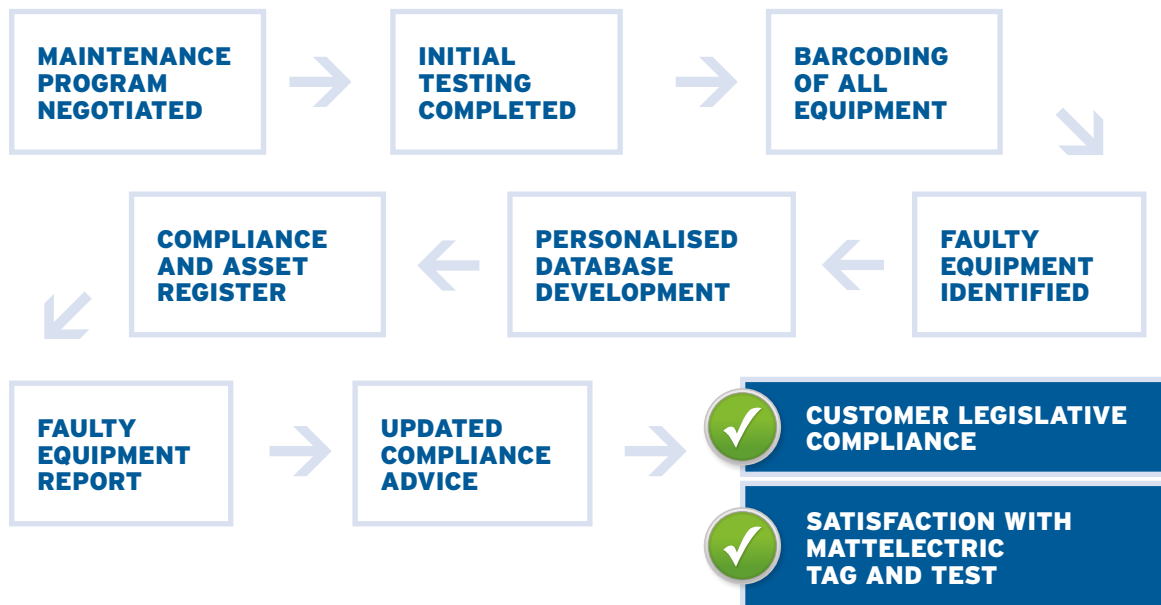 MAINTENANCE
PROGRAM
NEGOTIATED
INITIAL
TESTING
COMPLETED
BARCODING
OF ALL
EQUIPMENT
FAULTY
EQUIPMENT
IDENTIFIED
PERSONALISED
DATABASE
DEVELOPMENT
COMPLIANCE
AND ASSET
REGISTER
FAULTY
EQUIPMENT
REPORT
UPDATED
COMPLIANCE
ADVICE
CUSTOMER LEGISLATIVE
COMPLIANCE
SATISFACTION WITH
MATTELECTRIC
TAG AND TEST